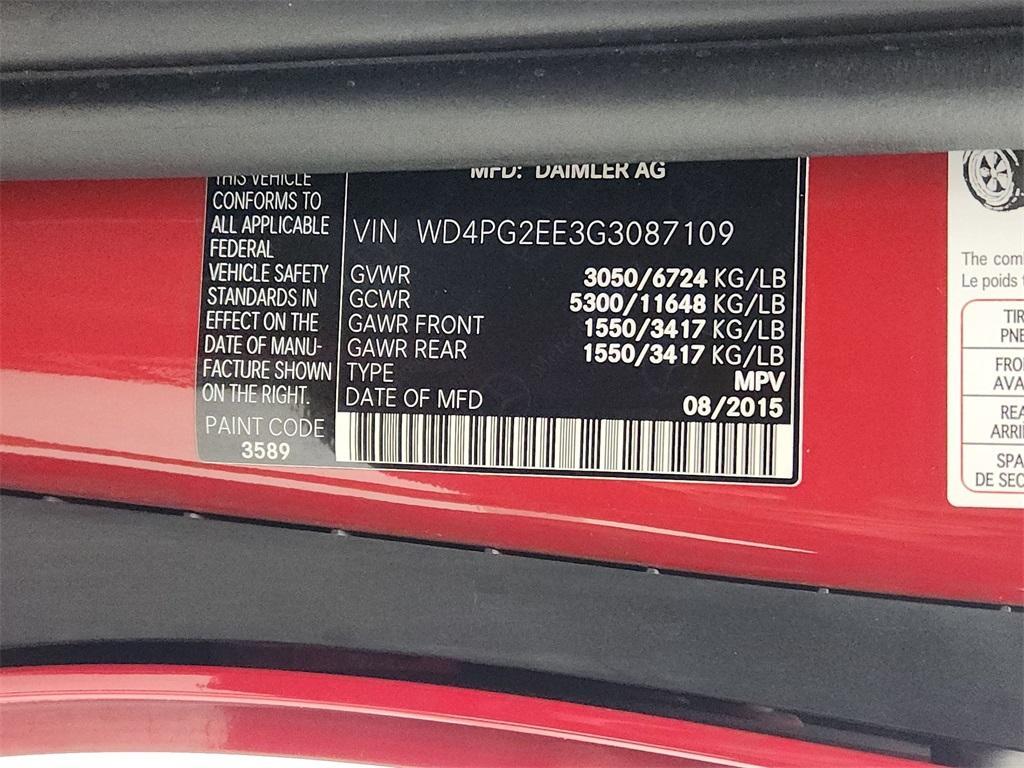 THIS VEHICLE
CONFORMS TO
ALL APPLICABLE
FEDERAL
VEHICLE SAFETY
STANDARDS IN
EFFECT ON THE
DATE OF MANU-
FACTURE SHOWN
ON THE RIGHT.
PAINT CODE
3589
MFD: DAIMLER AG
VIN WD4PG2EE3G3087109
GVWR 3050/6724 KG/LB
GCWR 5300/11648 KG/LB
GAWR FRONT 1550/3417 KG/LB
GAWR REAR 1550/3417 KG/LB
TYPE MPV
DATE OF MFD 08/2015
The com
Le poids
TIR
PNE
FRO
AVA
REA
ARRIÈ
SPA
DE SEC